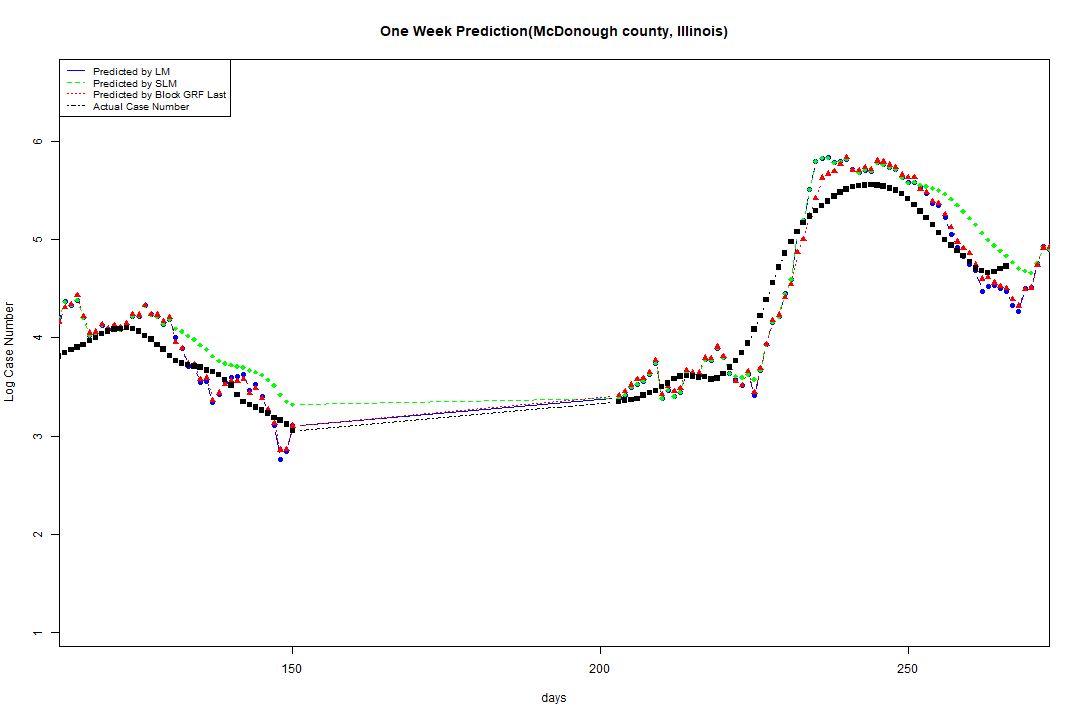 One Week Prediction(McDonough county, Illinois)
Predicted by LM
Predicted by SLM
Predicted by Block GRF Last
Actual Case Number
Log Case Number
6
5
4
3
2
1
150
200
250
days